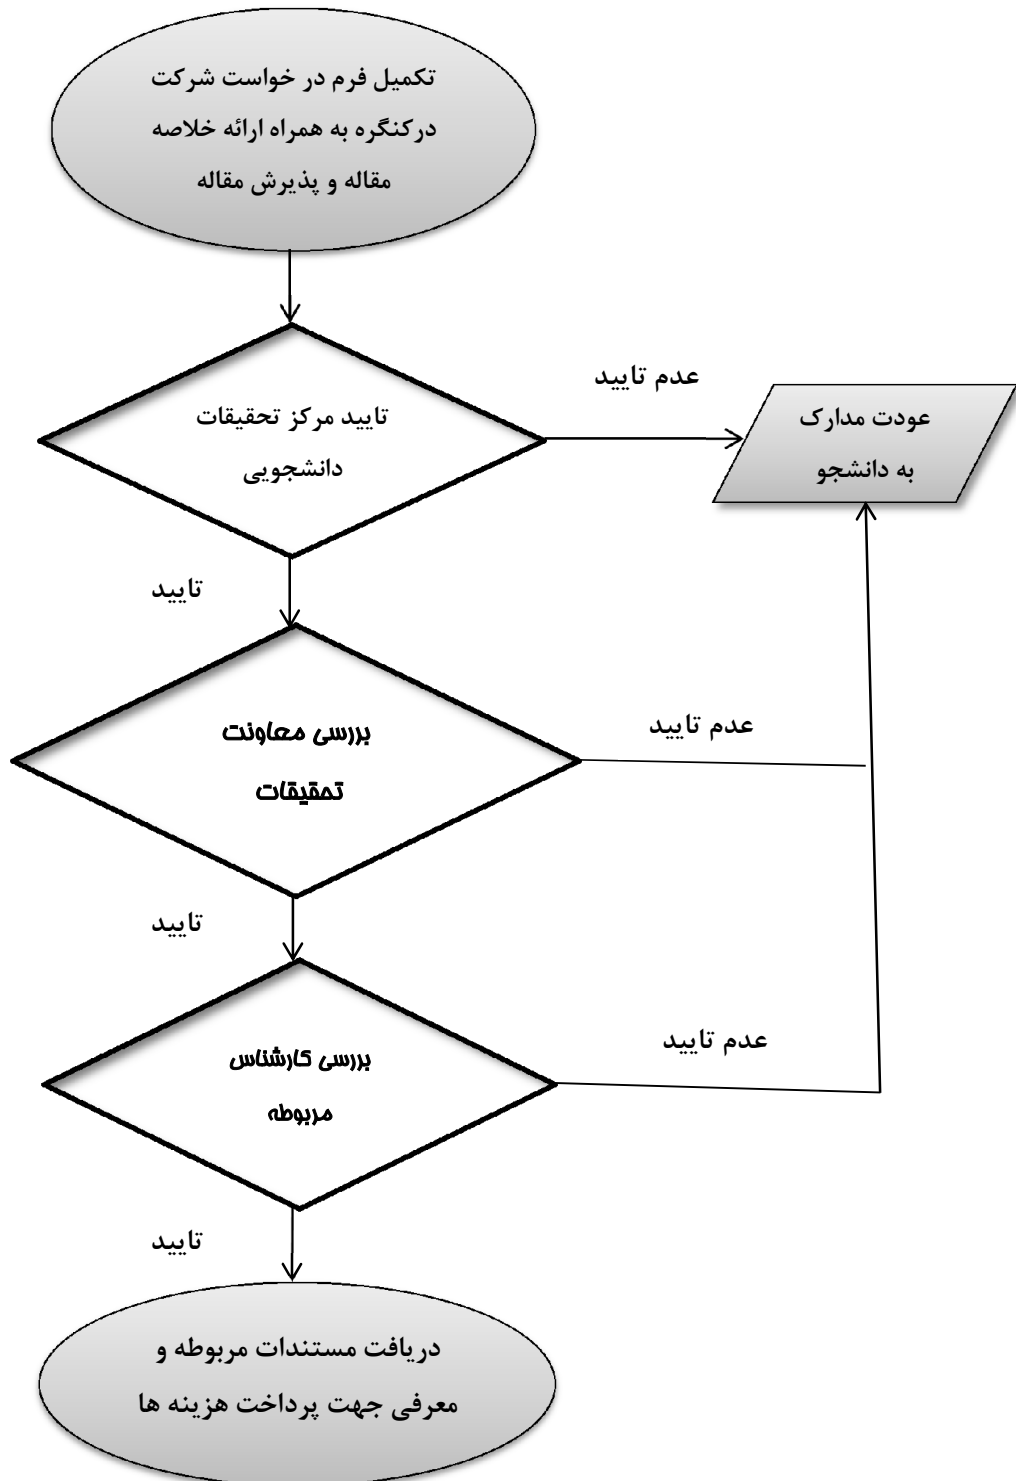 تکمیل فرم در خواست شرکت
درکنگره به همراه ارائه خلاصه
مقاله و پذیرش مقاله
عدم تایید
تایید مرکز تحقیقات
دانشجویی
عودت مدارک
به دانشجو
تایید
بررسی معاونت
تحقیقات
عدم تایید
تایید
بررسی کارشناس
مربوطه
عدم تایید
تایید
دریافت مستندات مربوطه و
معرفی جهت پرداخت هزینه ها